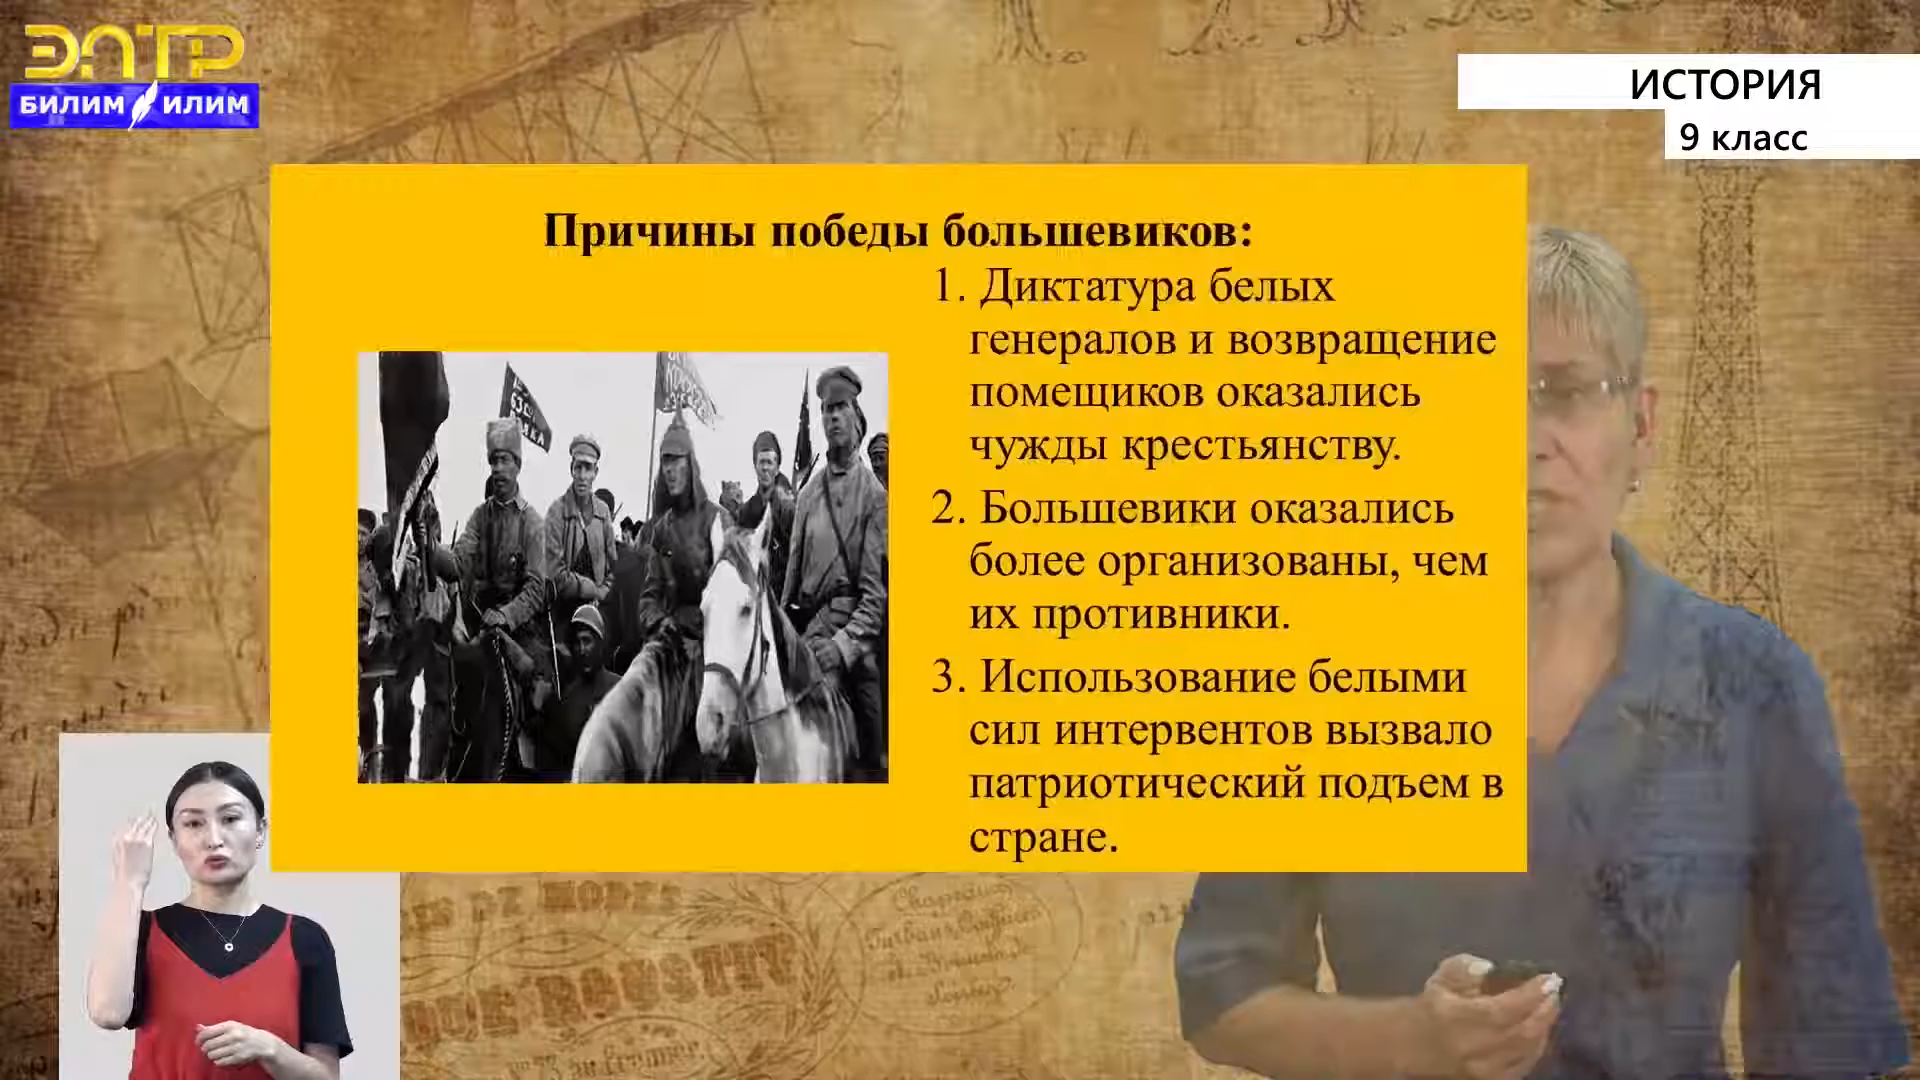 ЭЛТР
БИЛИМ ИЛИМ
ИСТОРИЯ
9 класс
Причины победы большевиков:
1. Диктатура белых
генералов и возвращение
помещиков оказались
чужды крестьянству.
2. Большевики оказались
более организованы, чем
их противники.
3. Использование белыми
сил интервентов вызвало
патриотический подъем в
стране.